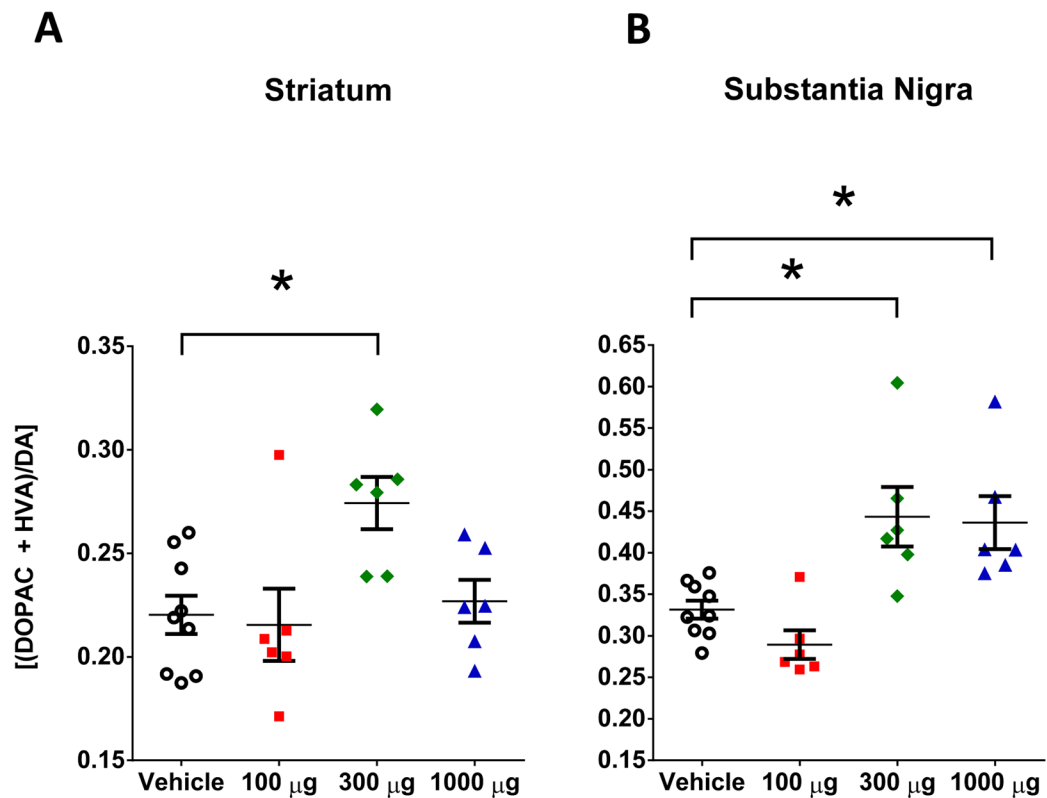 A
B
Striatum
Substantia Nigra
*
*
*
[(DOPAC + HVA)/DA]
0.35
0.30
0.25
0.20
0.15
Vehicle 100 μg 300 μg 1000 μg
0.65
0.60
0.55
0.50
0.45
0.40
0.35
0.30
0.25
0.20
0.15
Vehicle 100 μg 300 μg 1000 μg